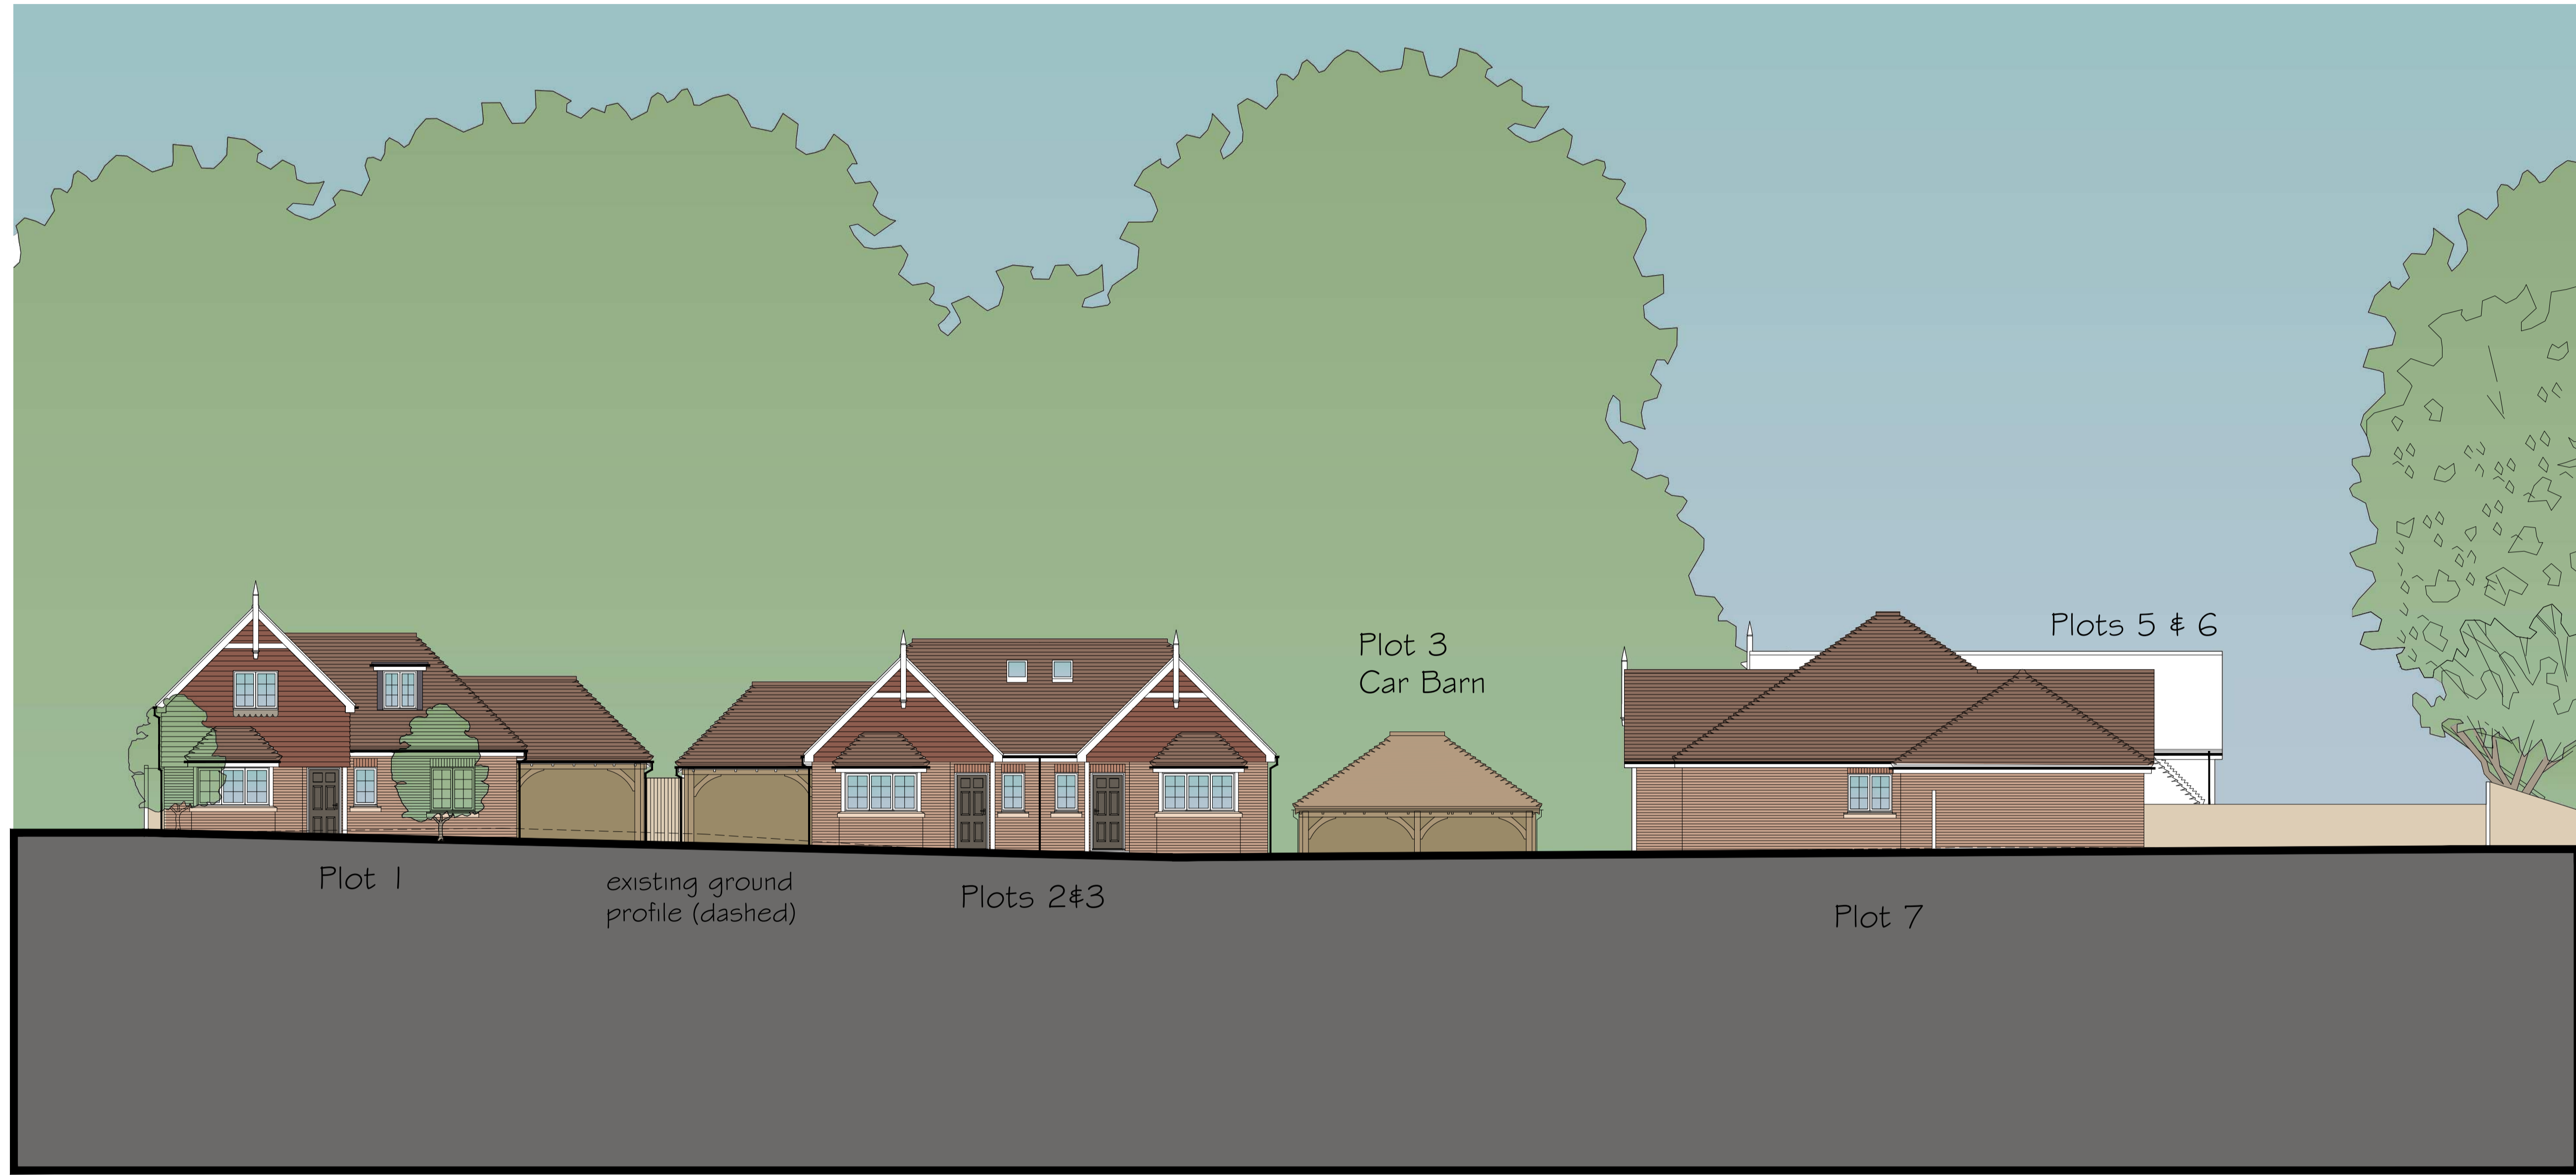 Plot 3
Car Barn
Plots 5 & 6
Plot 1
existing ground
profile (dashed)
Plots 2&3
Plot 7